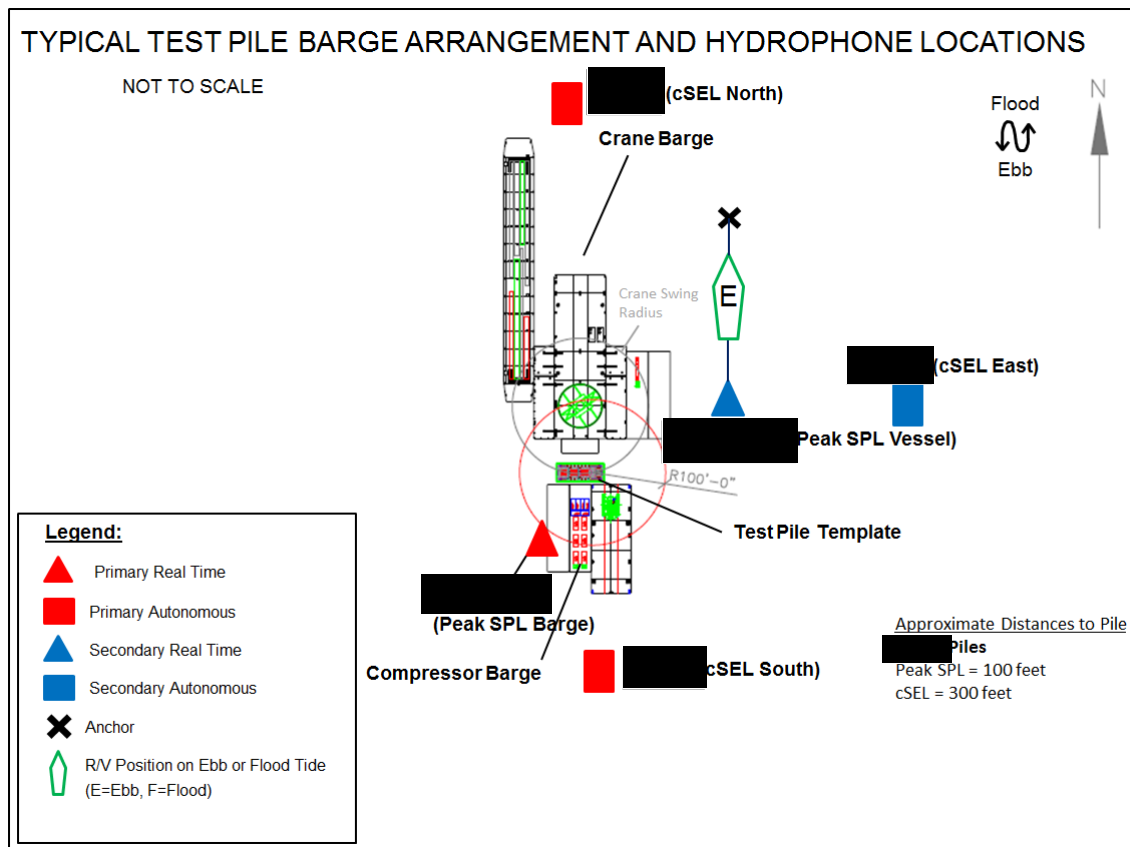 TYPICAL TEST PILE BARGE ARRANGEMENT AND HYDROPHONE LOCATIONS
NOT TO SCALE
(cSEL North)
Crane Barge
Flood
Ebb
N
Crane Swing
Radius
E
(cSEL East)
Peak SPL Vessel)
R100'-0"
Test Pile Template
(Peak SPL Barge)
Compressor Barge
cSEL South)
Approximate Distances to Pile
Piles
Peak SPL = 100 feet
cSEL = 300 feet
Legend:
Primary Real Time
Primary Autonomous
Secondary Real Time
Secondary Autonomous
Anchor
R/V Position on Ebb or Flood Tide
(E=Ebb, F=Flood)